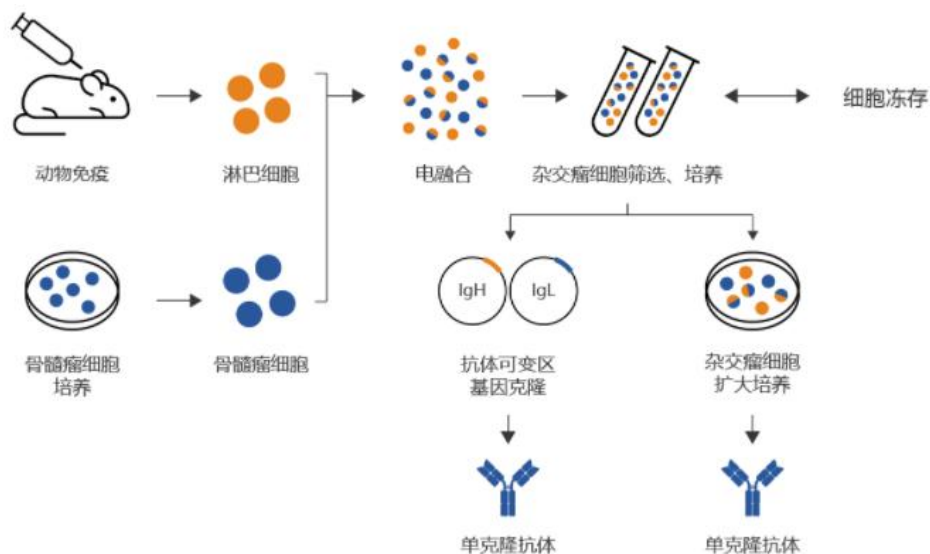 细胞冻存
动物免疫
淋巴细胞
电融合
杂交瘤细胞筛选、培养
IgH
IgL
骨髓瘤细胞
培养
骨髓瘤细胞
抗体可变区
基因克隆
杂交瘤细胞
扩大培养
单克隆抗体
单克隆抗体